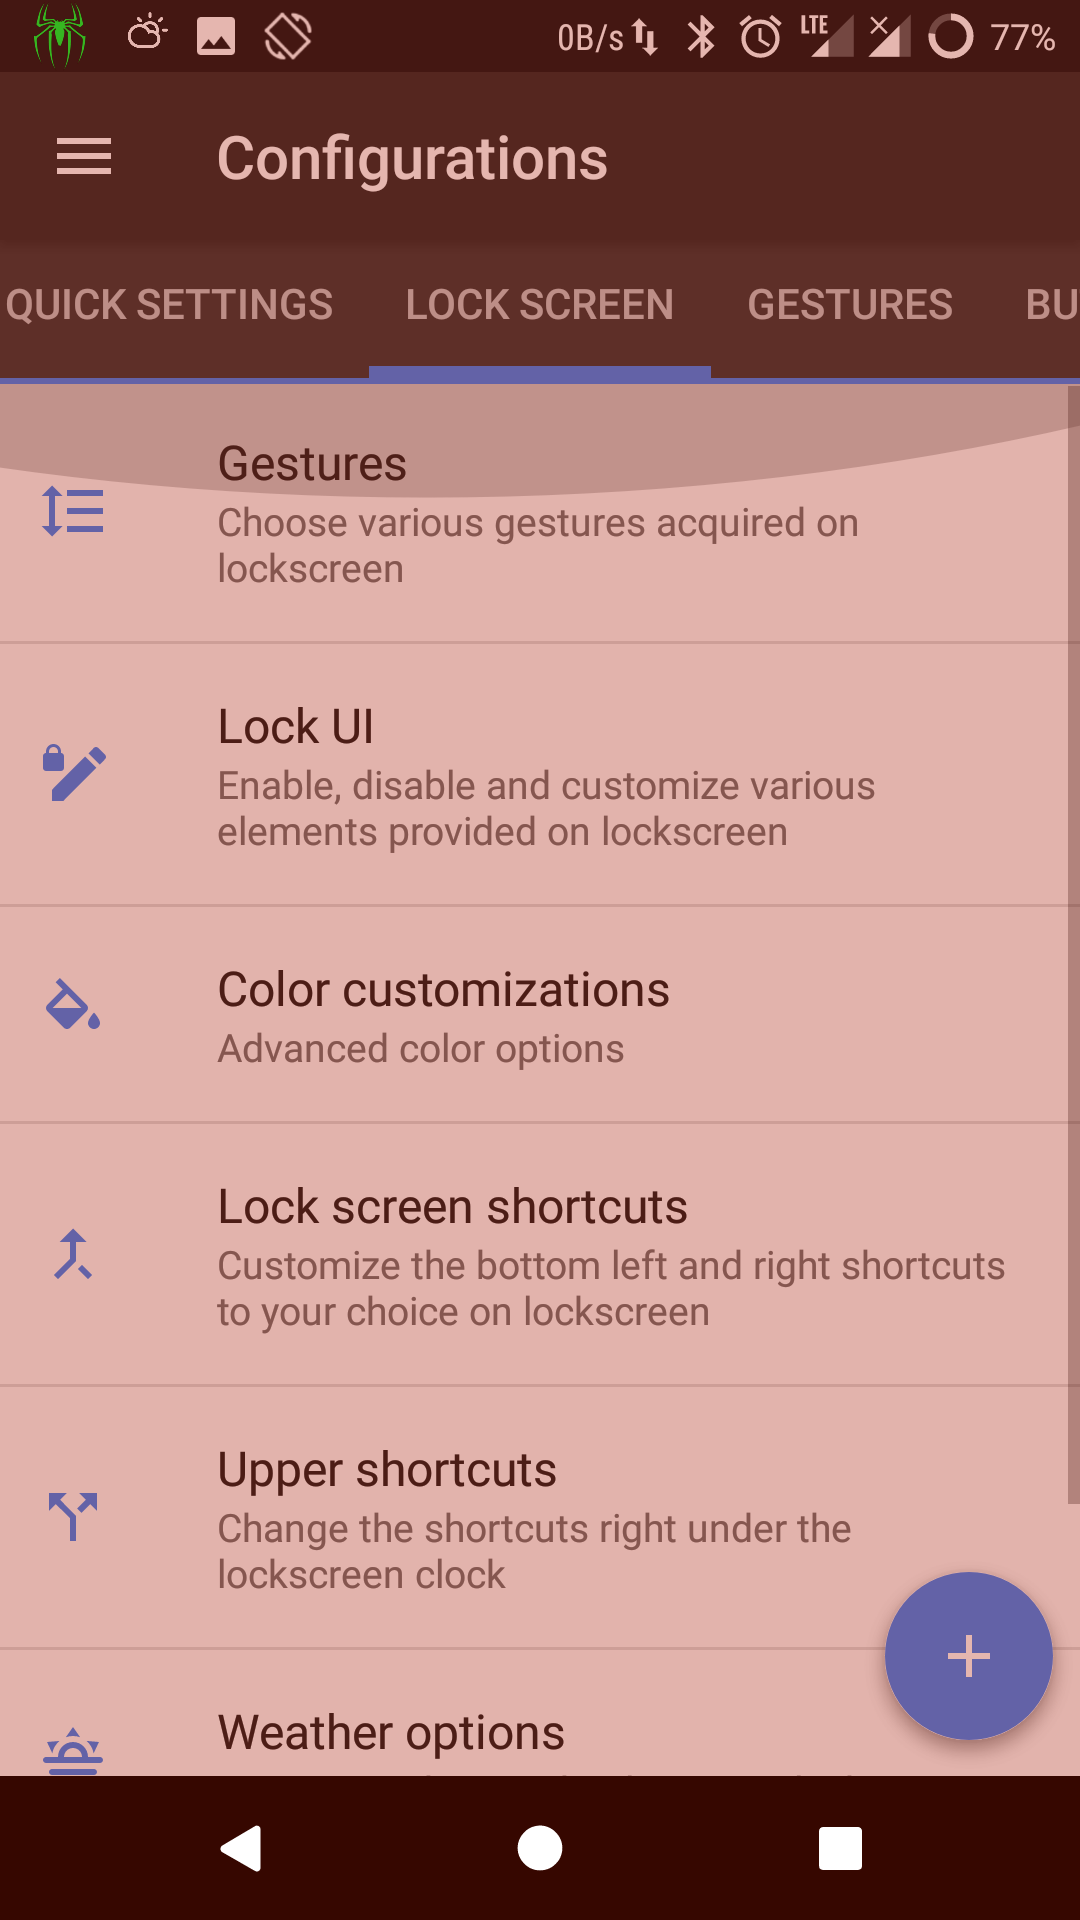 0B/s LTE 77%
Configurations
QUICK SETTINGS LOCK SCREEN GESTURES BU
Gestures
Choose various gestures acquired on
lockscreen
Lock UI
Enable, disable and customize various
elements provided on lockscreen
Color customizations
Advanced color options
Lock screen shortcuts
Customize the bottom left and right shortcuts
to your choice on lockscreen
Upper shortcuts
Change the shortcuts right under the
lockscreen clock
Weather options